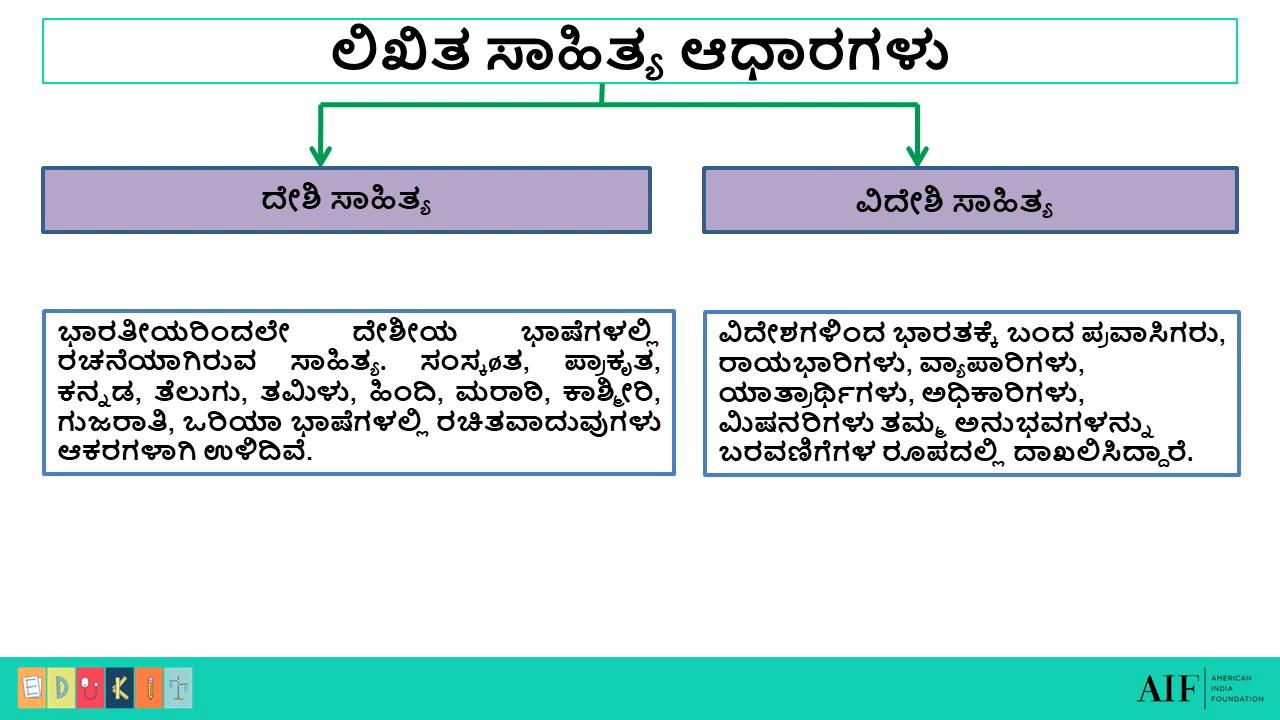 ಲಿಖಿತ ಸಾಹಿತ್ಯ ಆಧಾರಗಳು
ದೇಶಿ ಸಾಹಿತ್ಯ
ವಿದೇಶಿ ಸಾಹಿತ್ಯ
ಭಾರತೀಯರಿಂದಲೇ ದೇಶೀಯ ಭಾಷೆಗಳಲ್ಲಿ
ರಚನೆಯಾಗಿರುವ ಸಾಹಿತ್ಯ. ಸಂಸ್ಕøತ, ಪ್ರಾಕೃತ,
ಕನ್ನಡ, ತೆಲುಗು, ತಮಿಳು, ಹಿಂದಿ, ಮರಾಠಿ, ಕಾಶ್ಮೀರಿ,
ಗುಜರಾತಿ, ಒರಿಯಾ ಭಾಷೆಗಳಲ್ಲಿ ರಚಿತವಾದುವುಗಳು
ಆಕರಗಳಾಗಿ ಉಳಿದಿವೆ.
ವಿದೇಶಗಳಿಂದ ಭಾರತಕ್ಕೆ ಬಂದ ಪ್ರವಾಸಿಗರು,
ರಾಯಭಾರಿಗಳು, ವ್ಯಾಪಾರಿಗಳು,
ಯಾತ್ರಾರ್ಥಿಗಳು, ಅಧಿಕಾರಿಗಳು,
ಮಿಷನರಿಗಳು ತಮ್ಮ ಅನುಭವಗಳನ್ನು
ಬರವಣಿಗೆಗಳ ರೂಪದಲ್ಲಿ ದಾಖಲಿಸಿದ್ದಾರೆ.
EDUKIT
AIF
AMERICAN
INDIA
FOUNDATION